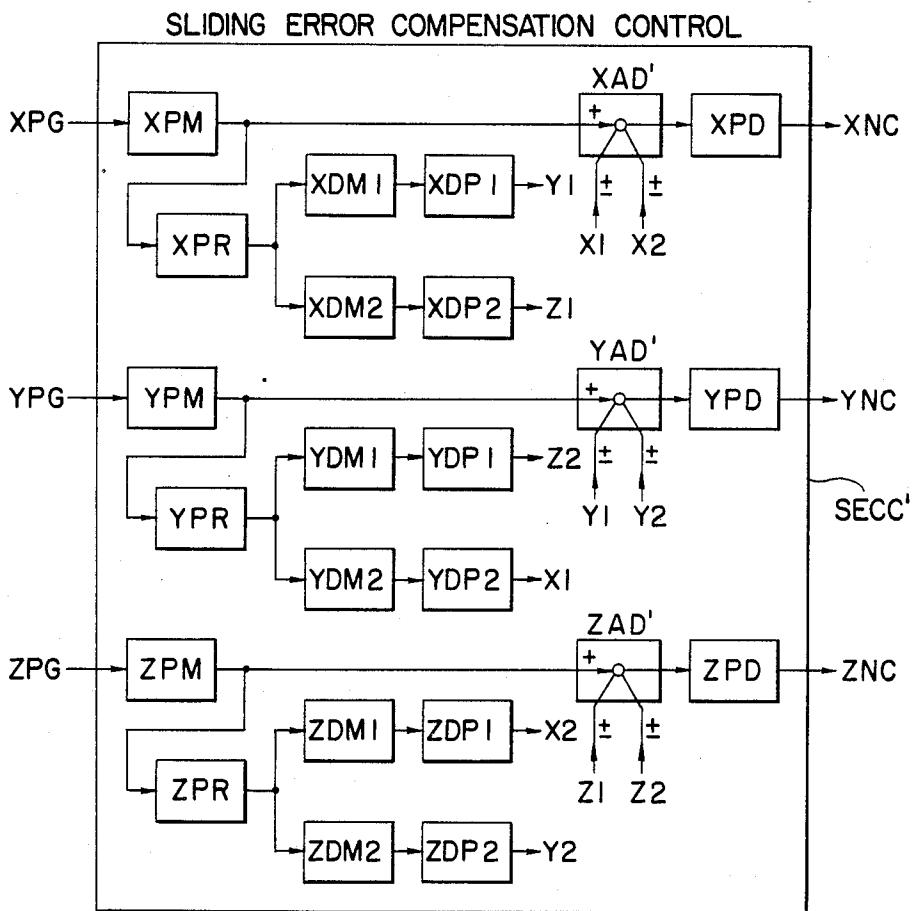 SLIDING ERROR COMPENSATION CONTROL
XAD'
XPG XPM + XPD XNC
XDM1 XDP1 Y1 ± ±
XPR X1 X2
XDM2 XDP2 Z1
YAD'
YPG YPM + YPD YNC
YDM1 YDP1 Z2 ± ±
YPR Y1 Y2 SECC'
YDM2 YDP2 X1
ZAD'
ZPG ZPM + ZPD ZNC
ZDM1 ZDP1 X2 ± ±
ZPR Z1 Z2
ZDM2 ZDP2 Y2